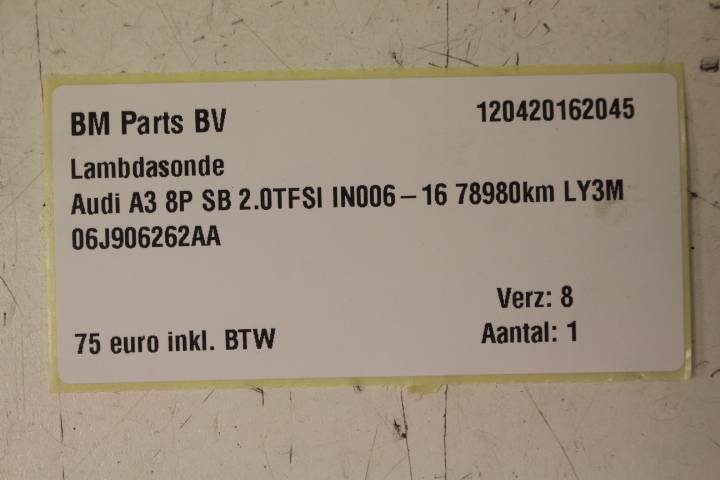 BM Parts BV 120420162045
Lambdasonde
Audi A3 8P SB 2.0TFSI IN006-16 78980km LY3M
06J906262AA
Verz: 8
75 euro inkl. BTW Aantal: 1